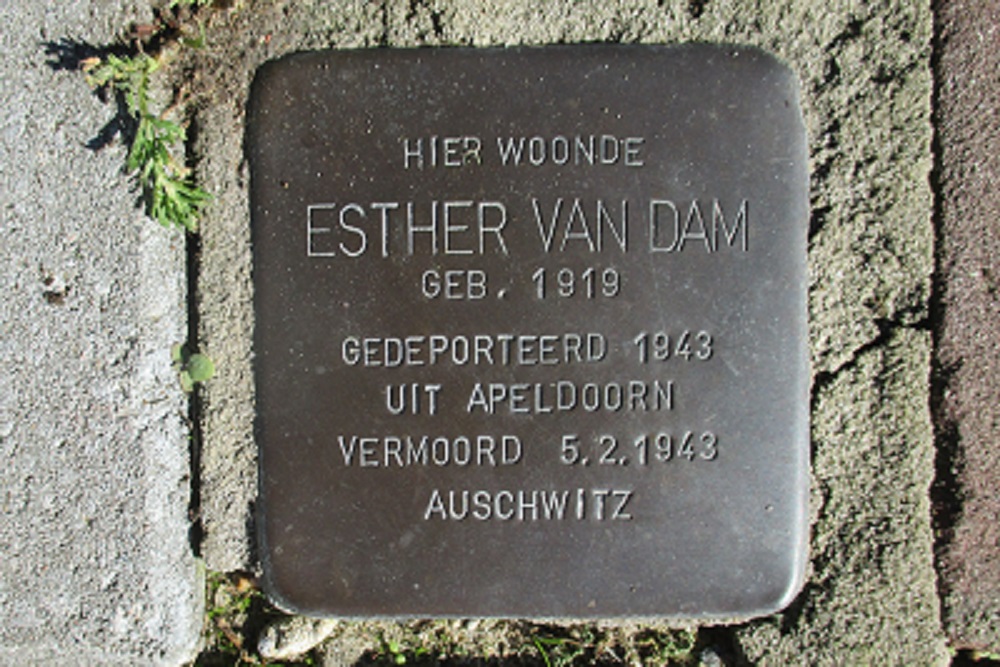 HIER WOONDE
ESTHER VAN DAM
GEB. 1919
GEDEPORTEERD 1943
UIT APELDOORN
VERMOORD 5.2.1943
AUSCHWITZ